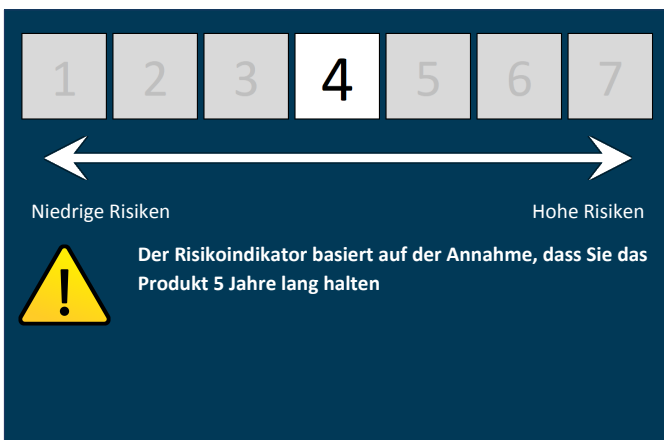 1 2 3 4 5 6 7
Niedrige Risiken Hohe Risiken
Der Risikoindikator basiert auf der Annahme, dass Sie das
Produkt 5 Jahre lang halten